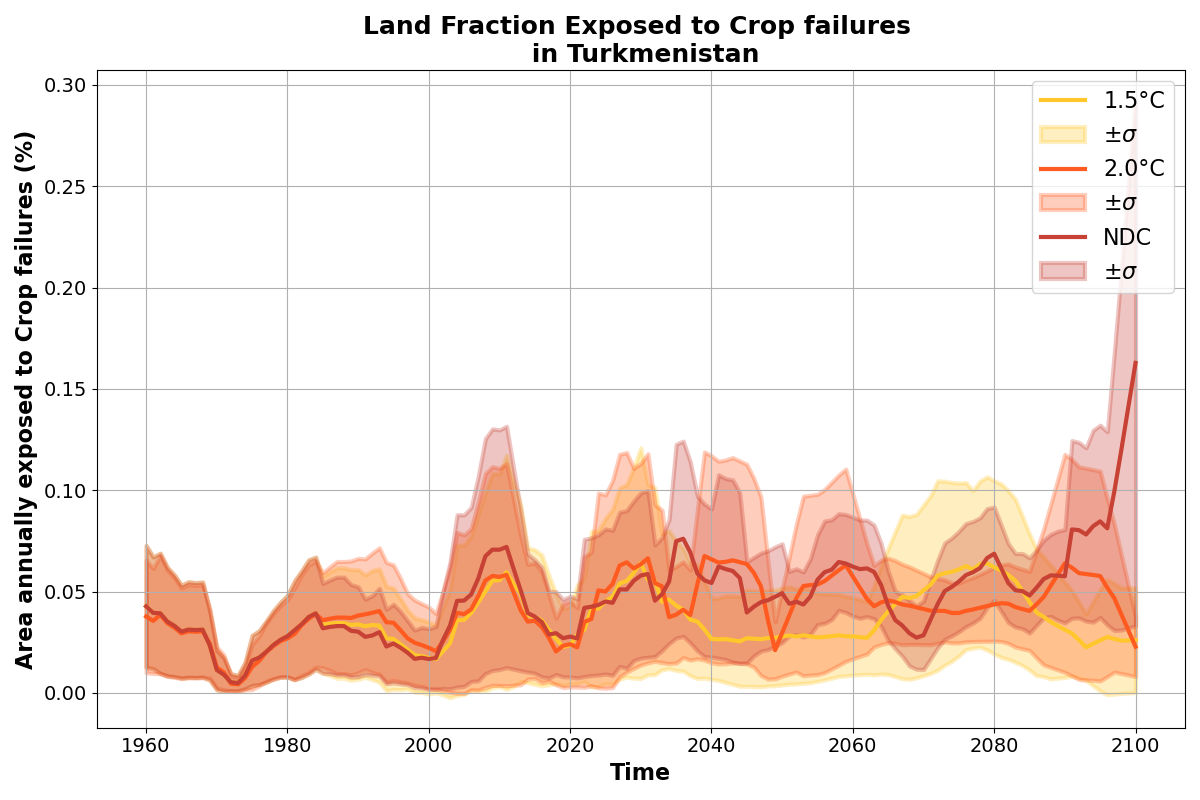 Land Fraction Exposed to Crop failures
in Turkmenistan
Area annually exposed to Crop failures (%)
0.30
0.25
0.20
0.15
0.10
0.05
0.00
1.5°C
±σ
2.0°C
±σ
NDC
±σ
1960
1980
2000
2020
2040
2060
2080
2100
Time